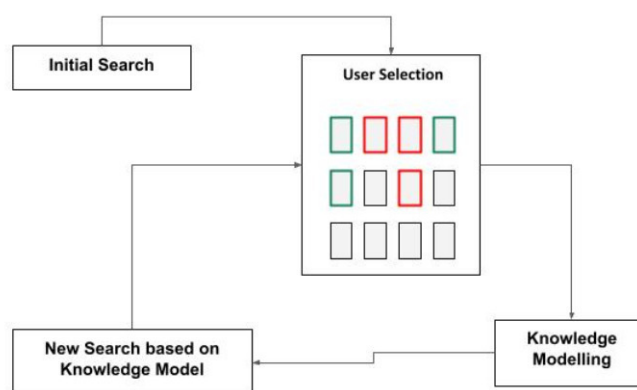 Initial Search
User Selection
New Search based on
Knowledge Model
Knowledge
Modelling